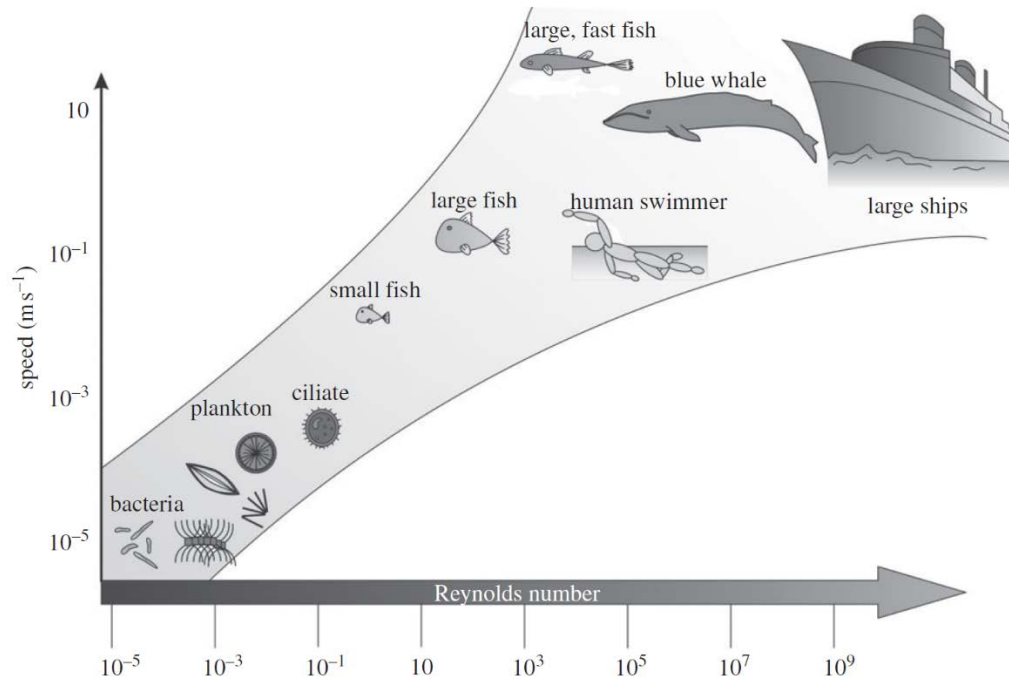 large, fast fish
blue whale
10
large fish
human swimmer
large ships
10⁻¹
small fish
speed (m s⁻¹)
10⁻³
ciliate
plankton
bacteria
10⁻⁵
Reynolds number
10⁻⁵ 10⁻³ 10⁻¹ 10 10³ 10⁵ 10⁷ 10⁹